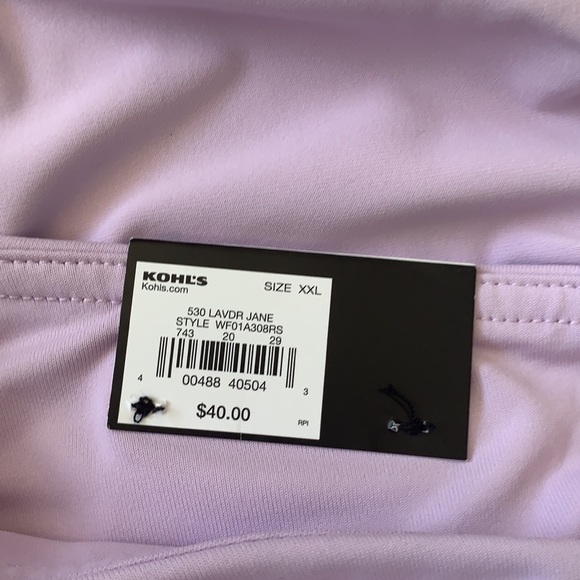 KOHL'S
Kohls.com
SIZE XXL
530 LAVDR JANE
STYLE WF01A308RS
743 20 29
4 00488 40504 3
$40.00
RPI